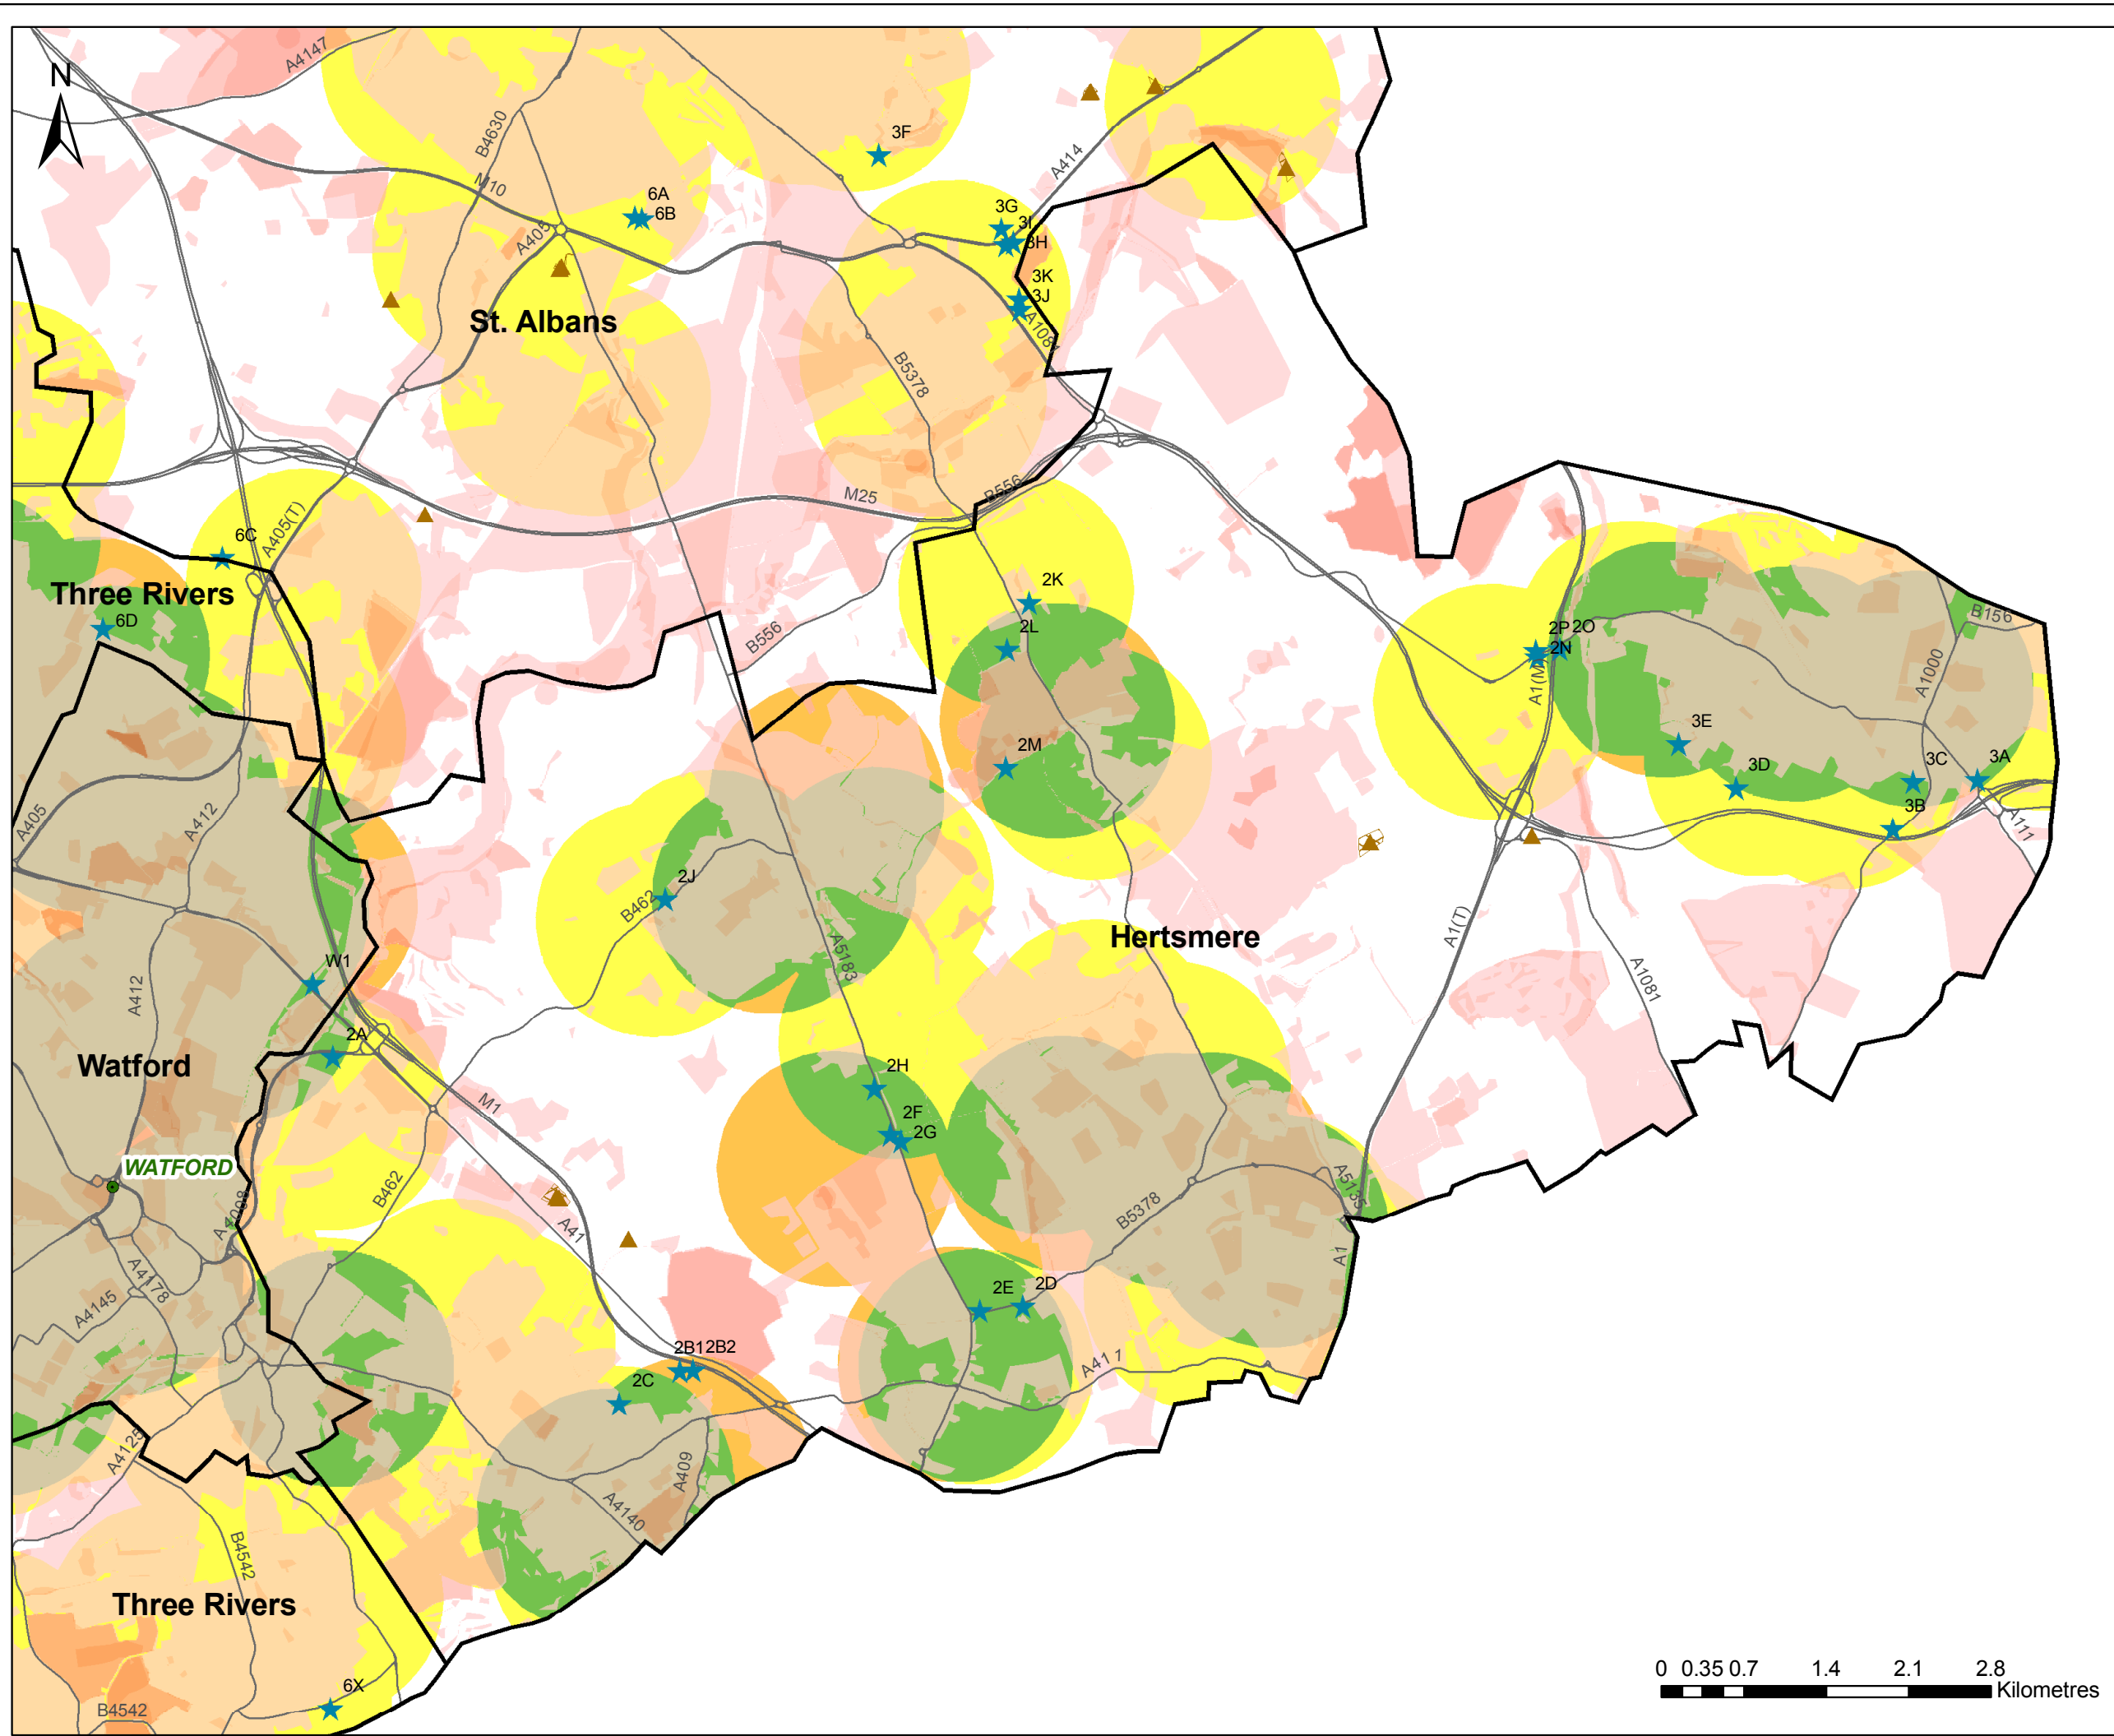 N
A4147
B4630
M10
A405
6A
6B
3F
A414
3G
3I
3H
3K
3J
A1081
St. Albans
B5378
M25
B556
A405(T)
6C
Three Rivers
6D
B556
2K
2L
2M
2P
2O
2N
A1(M)
B156
A1000
3E
3D
3C
3A
3B
A111
A405
A412
2J
B462
A5183
Hertsmere
A1(T)
A1081
W1
A412
2A
Watford
M1
2H
2F
2G
WATFORD
B462
A4008
A41
B5378
A5135
A1
A4178
A4145
2E
2D
2B1
2B2
2C
A411
A4125
A409
A4140
B4542
Three Rivers
6X
B4542
0 0.35 0.7 1.4 2.1 2.8
Kilometres